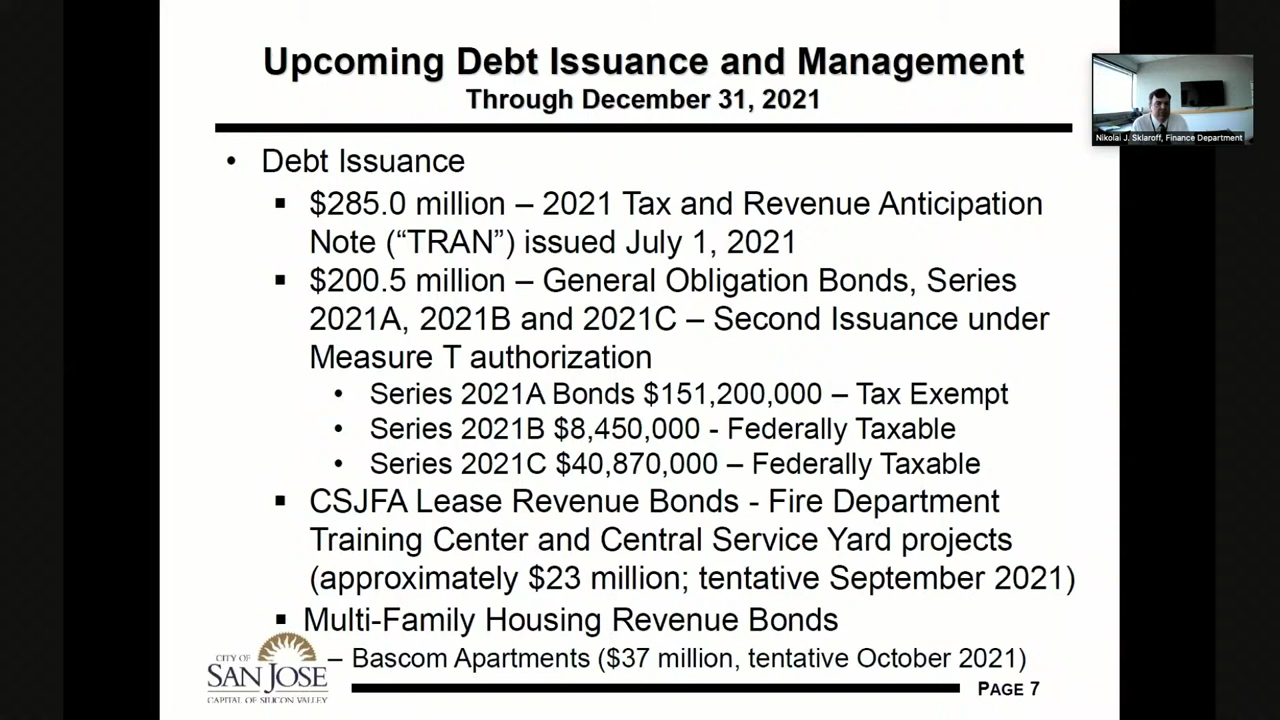 Upcoming Debt Issuance and Management
Through December 31, 2021
Nikolai J. Sklaroff, Finance Department
• Debt Issuance
▪ $285.0 million – 2021 Tax and Revenue Anticipation
Note (“TRAN”) issued July 1, 2021
▪ $200.5 million – General Obligation Bonds, Series
2021A, 2021B and 2021C – Second Issuance under
Measure T authorization
• Series 2021A Bonds $151,200,000 – Tax Exempt
• Series 2021B $8,450,000 - Federally Taxable
• Series 2021C $40,870,000 – Federally Taxable
▪ CSJFA Lease Revenue Bonds - Fire Department
Training Center and Central Service Yard projects
(approximately $23 million; tentative September 2021)
▪ Multi-Family Housing Revenue Bonds
– Bascom Apartments ($37 million, tentative October 2021)
CITY OF
SAN JOSE
CAPITAL OF SILICON VALLEY
PAGE 7